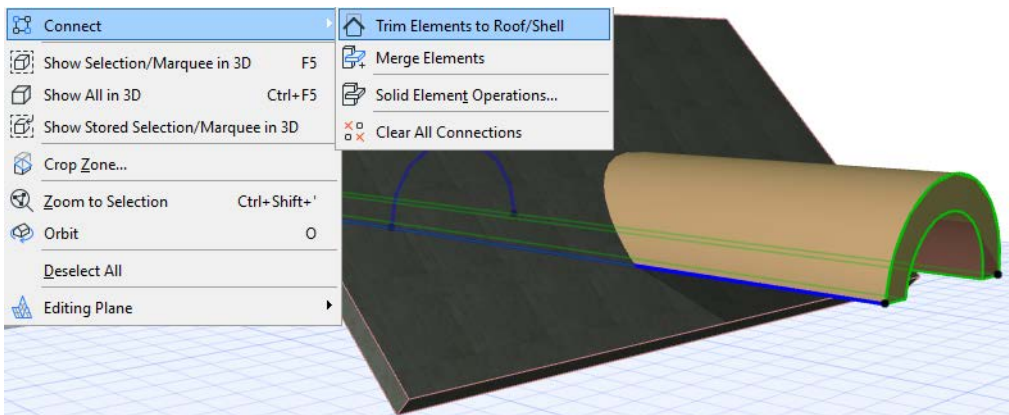 Connect
Show Selection/Marquee in 3D F5
Show All in 3D Ctrl+F5
Show Stored Selection/Marquee in 3D
Crop Zone...
Zoom to Selection Ctrl+Shift+'
Orbit O
Deselect All
Editing Plane
Trim Elements to Roof/Shell
Merge Elements
Solid Element Operations...
Clear All Connections